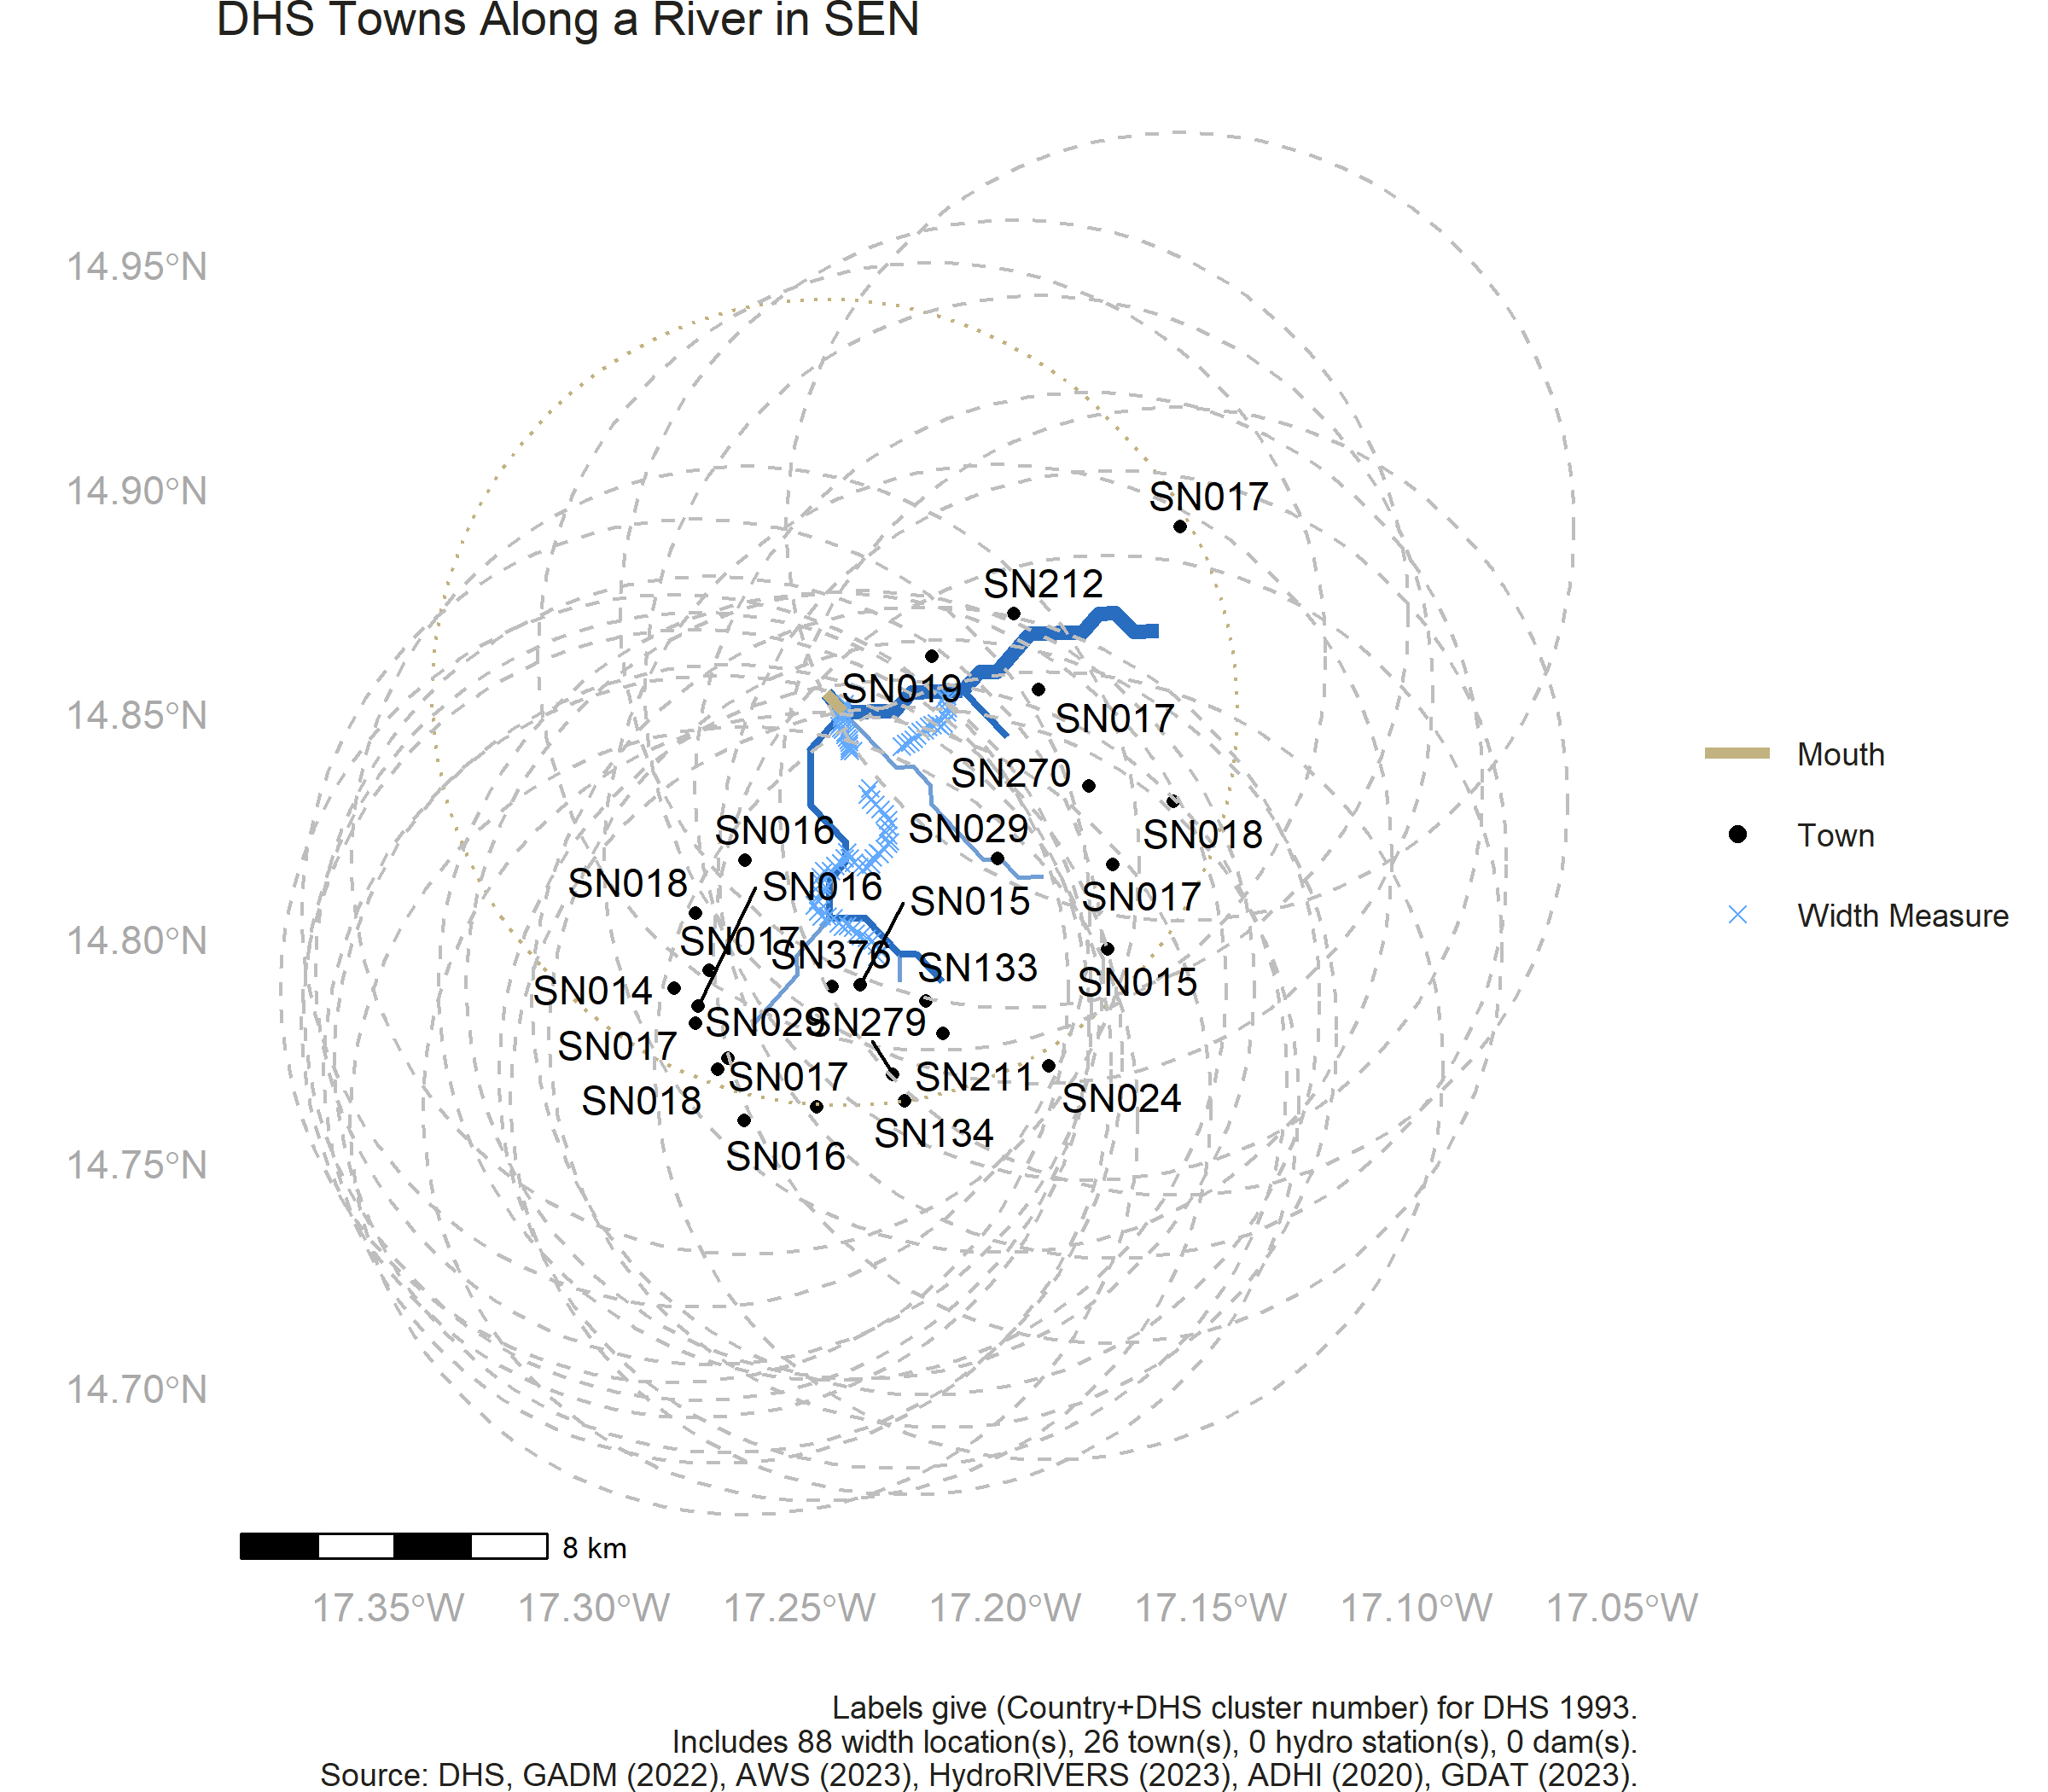 DHS Towns Along a River in SEN
14.95°N
14.90°N
14.85°N
14.80°N
14.75°N
14.70°N
SN017
SN212
SN019
SN017
SN270
SN016
SN029
SN018
SN018
SN016
SN015
SN017
SN017
SN376
SN133
SN015
SN014
SN029
SN279
SN017
SN017
SN211
SN018
SN024
SN134
SN016
Mouth
Town
Width Measure
8 km
17.35°W
17.30°W
17.25°W
17.20°W
17.15°W
17.10°W
17.05°W
Labels give (Country+DHS cluster number) for DHS 1993.
Includes 88 width location(s), 26 town(s), 0 hydro station(s), 0 dam(s).
Source: DHS, GADM (2022), AWS (2023), HydroRIVERS (2023), ADHI (2020), GDAT (2023).